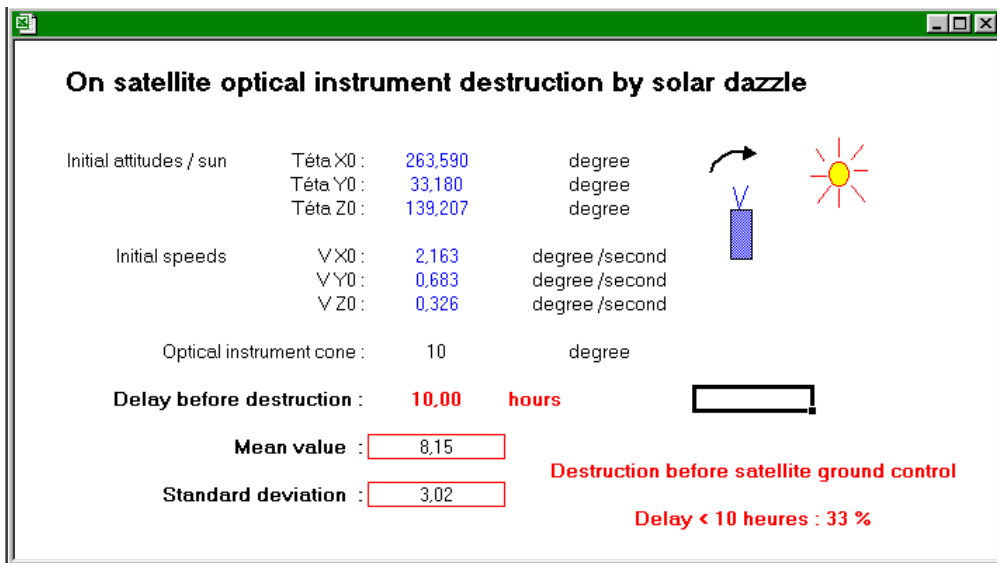 On satellite optical instrument destruction by solar dazzle
Initial attitudes / sun Téta X0 : 263,590 degree
Téta Y0 : 33,180 degree
Téta Z0 : 139,207 degree
Initial speeds V X0 : 2,163 degree /second
V Y0 : 0,683 degree /second
V Z0 : 0,326 degree /second
Optical instrument cone : 10 degree
Delay before destruction : 10,00 hours
Mean value : 8,15
Destruction before satellite ground control
Standard deviation : 3,02
Delay < 10 heures : 33 %